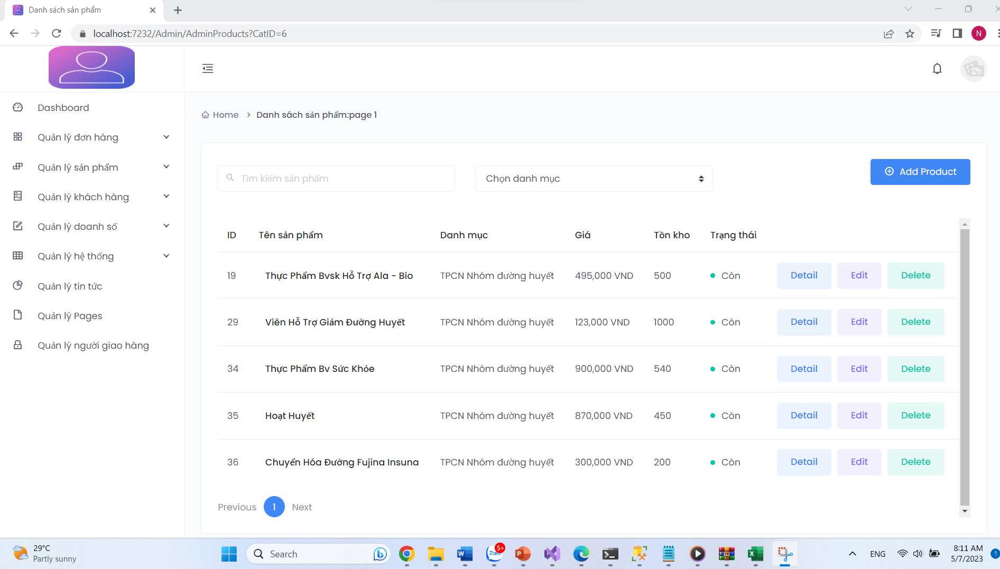 Danh sách sản phẩm
localhost:7232/Admin/AdminProducts?CatID=6
N
Dashboard
Quản lý đơn hàng
Quản lý sản phẩm
Quản lý khách hàng
Quản lý doanh số
Quản lý hệ thống
Quản lý tin tức
Quản lý Pages
Quản lý người giao hàng
Home > Danh sách sản phẩm:page 1
Tìm kiếm sản phẩm
Chọn danh mục
Add Product
ID Tên sản phẩm Danh mục Giá Tồn kho Trạng thái
19 Thực Phẩm Bvsk Hỗ Trợ Ala - Bio TPCN Nhóm đường huyết 495,000 VND 500 Còn Detail Edit Delete
29 Viên Hỗ Trợ Giảm Đường Huyết TPCN Nhóm đường huyết 123,000 VND 1000 Còn Detail Edit Delete
34 Thực Phẩm Bv Sức Khỏe TPCN Nhóm đường huyết 900,000 VND 540 Còn Detail Edit Delete
35 Hoạt Huyết TPCN Nhóm đường huyết 870,000 VND 450 Còn Detail Edit Delete
36 Chuyển Hóa Đường Fujina Insuna TPCN Nhóm đường huyết 300,000 VND 200 Còn Detail Edit Delete
Previous 1 Next
29°C
Partly sunny
Search
W
Zalo
5+
P
X
ENG
8:11 AM
5/7/2023
1